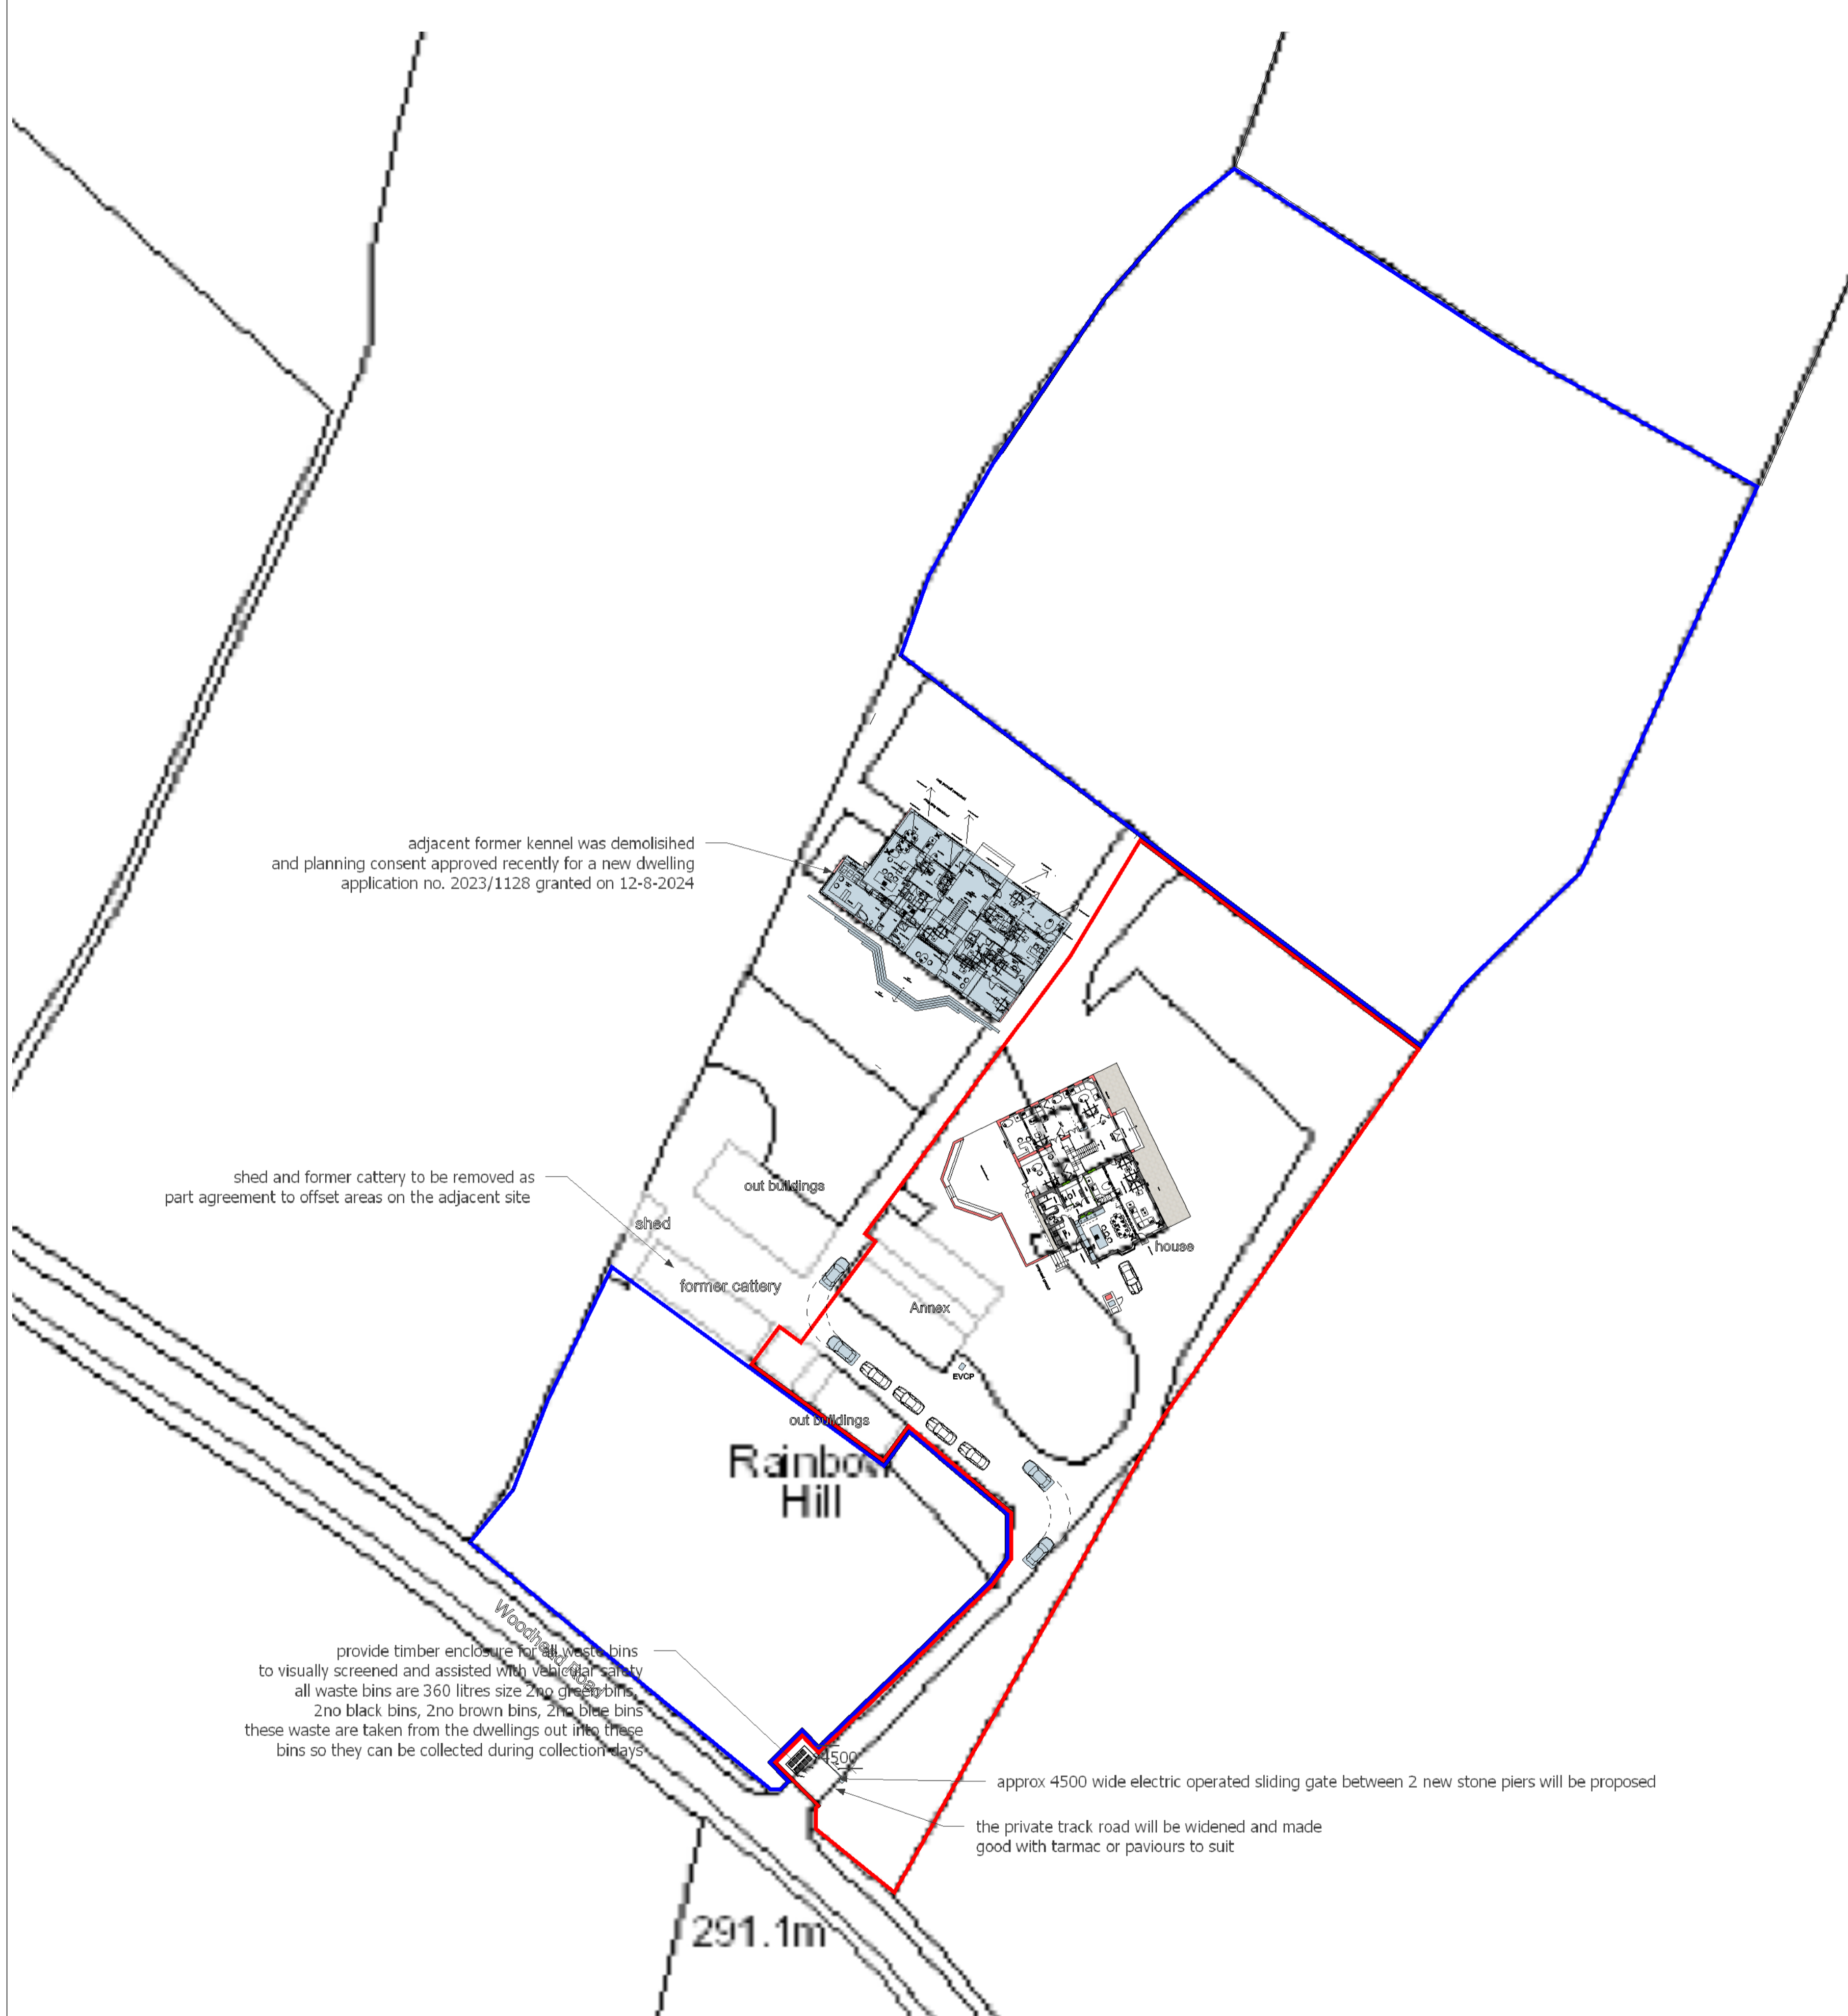 adjacent former kennel was demolisihed
and planning consent approved recently for a new dwelling
application no. 2023/1128 granted on 12-8-2024
shed and former cattery to be removed as
part agreement to offset areas on the adjacent site
out buildings
shed
former cattery
house
Annex
EVCP
out buildings
Rainbow
Hill
Woodhead Road
provide timber enclosure for all waste bins
to visually screened and assisted with vehicular safety
all waste bins are 360 litres size 2no green bins,
2no black bins, 2no brown bins, 2no blue bins
these waste are taken from the dwellings out into these
bins so they can be collected during collection days
4500
approx 4500 wide electric operated sliding gate between 2 new stone piers will be proposed
the private track road will be widened and made
good with tarmac or paviours to suit
291.1m